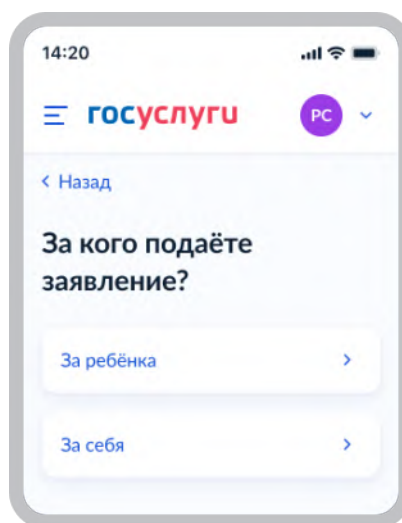 14:20
госуслуги
РС
Назад
За кого подаёте
заявление?
За ребёнка
За себя